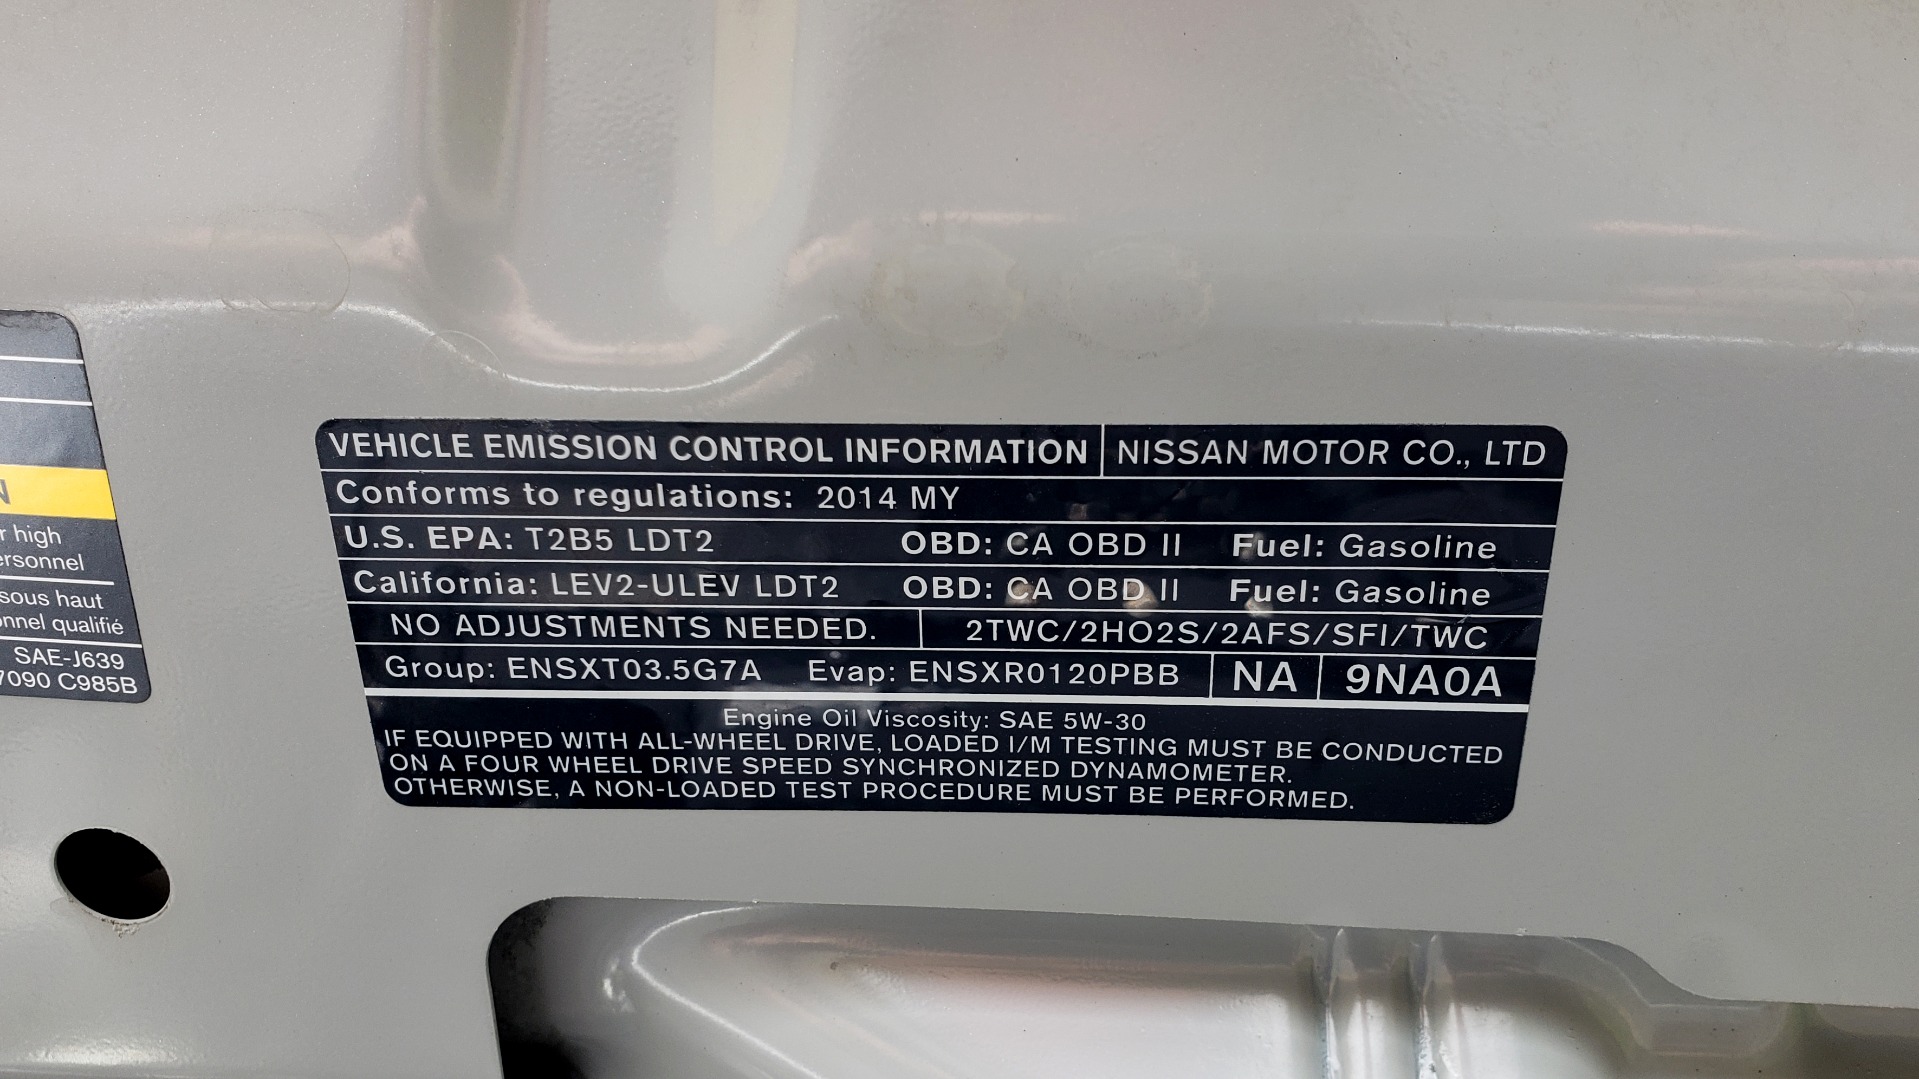 N
r high
ersonnel
sous haut
onnel qualifié
SAE-J639
7090 C985B
VEHICLE EMISSION CONTROL INFORMATION NISSAN MOTOR CO., LTD
Conforms to regulations: 2014 MY
U.S. EPA: T2B5 LDT2 OBD: CA OBD II Fuel: Gasoline
California: LEV2-ULEV LDT2 OBD: CA OBD II Fuel: Gasoline
NO ADJUSTMENTS NEEDED. 2TWC/2HO2S/2AFS/SFI/TWC
Group: ENSXT03.5G7A Evap: ENSXR0120PBB NA 9NA0A
Engine Oil Viscosity: SAE 5W-30
IF EQUIPPED WITH ALL-WHEEL DRIVE, LOADED I/M TESTING MUST BE CONDUCTED
ON A FOUR WHEEL DRIVE SPEED SYNCHRONIZED DYNAMOMETER.
OTHERWISE, A NON-LOADED TEST PROCEDURE MUST BE PERFORMED.